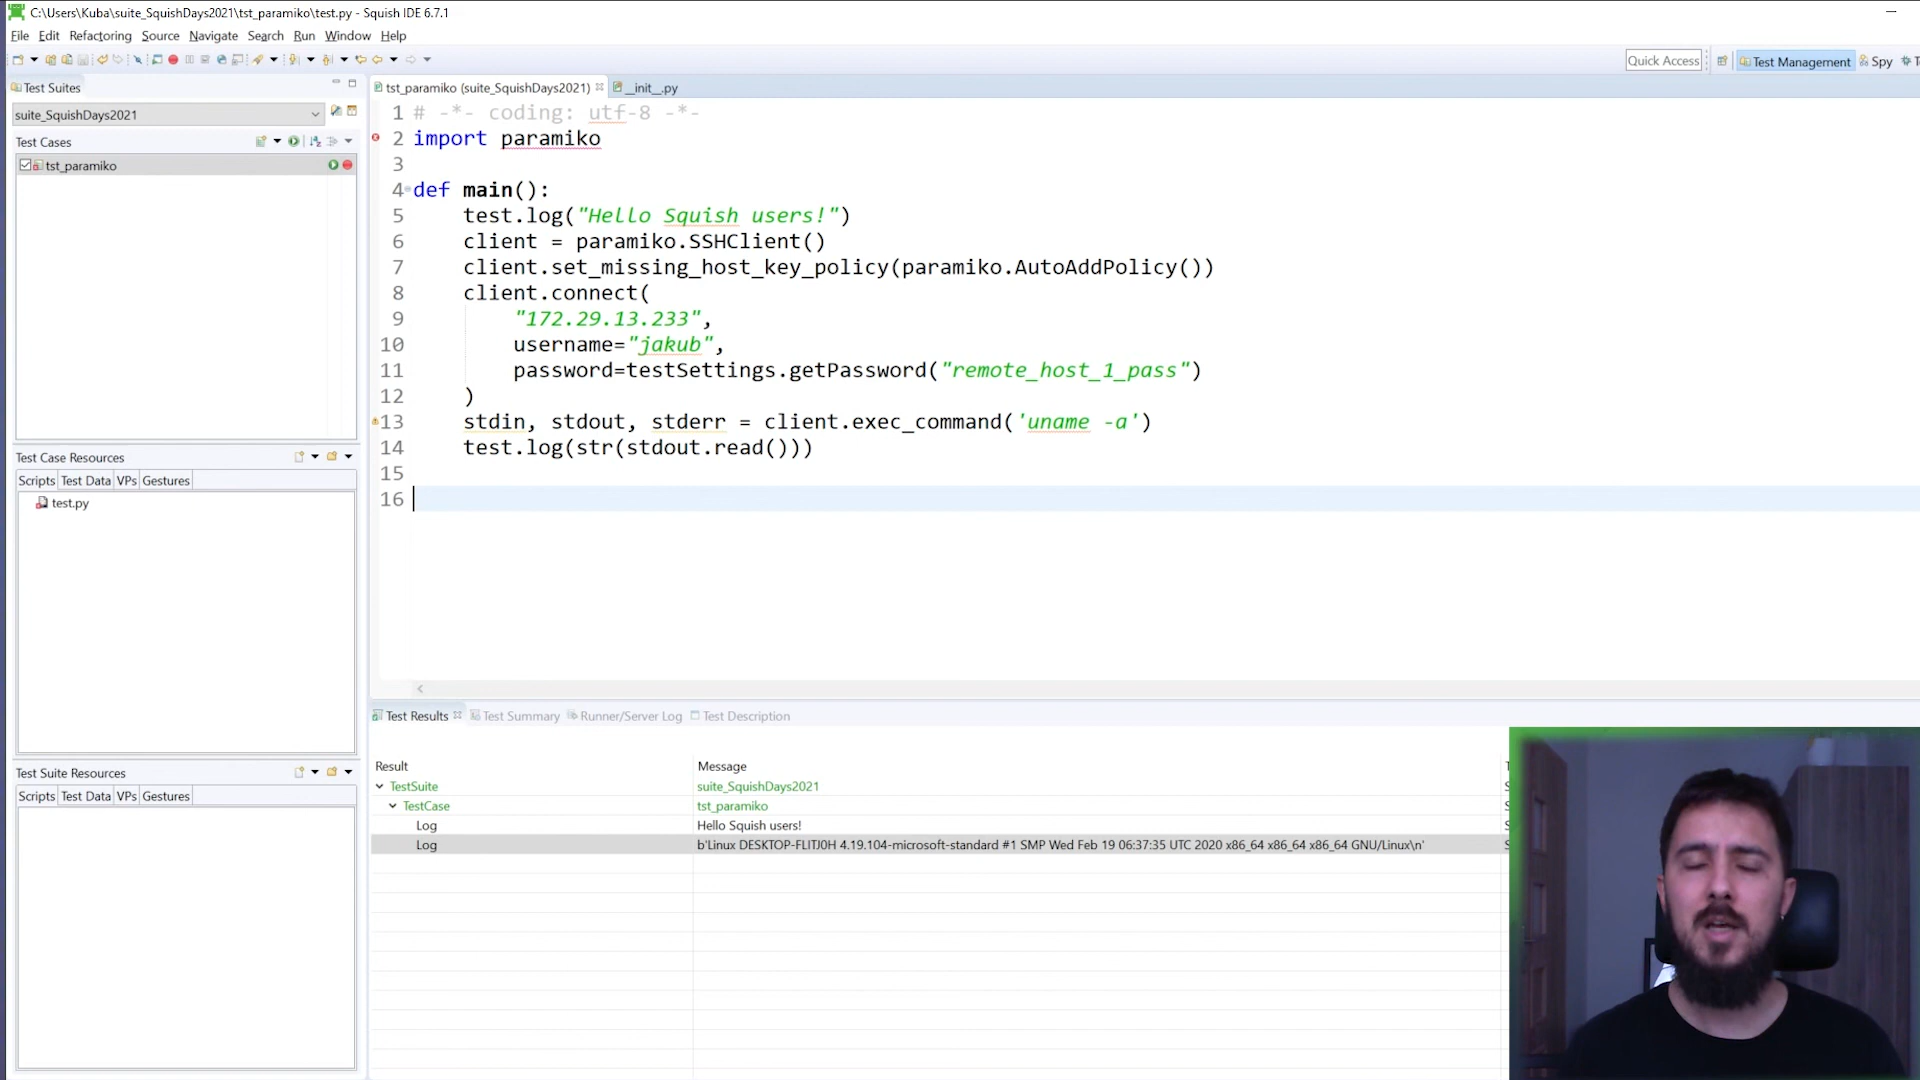 C:\Users\Kuba\suite_SquishDays2021\tst_paramiko\test.py - Squish IDE 6.7.1
File Edit Refactoring Source Navigate Search Run Window Help
Quick Access Test Management Spy T
Test Suites
suite_SquishDays2021
Test Cases
tst_paramiko
Test Case Resources
Scripts Test Data VPs Gestures
test.py
Test Suite Resources
Scripts Test Data VPs Gestures
tst_paramiko (suite_SquishDays2021) __init__.py
1 # -*- coding: utf-8 -*-
2 import paramiko
3
4 def main():
5 test.log("Hello Squish users!")
6 client = paramiko.SSHClient()
7 client.set_missing_host_key_policy(paramiko.AutoAddPolicy())
8 client.connect(
9 "172.29.13.233",
10 username="jakub",
11 password=testSettings.getPassword("remote_host_1_pass")
12 )
13 stdin, stdout, stderr = client.exec_command('uname -a')
14 test.log(str(stdout.read()))
15
16
Test Results Test Summary Runner/Server Log Test Description
Result Message
TestSuite suite_SquishDays2021
TestCase tst_paramiko
Log Hello Squish users!
Log b'Linux DESKTOP-FLITJ0H 4.19.104-microsoft-standard #1 SMP Wed Feb 19 06:37:35 UTC 2020 x86_64 x86_64 x86_64 GNU/Linux\n'